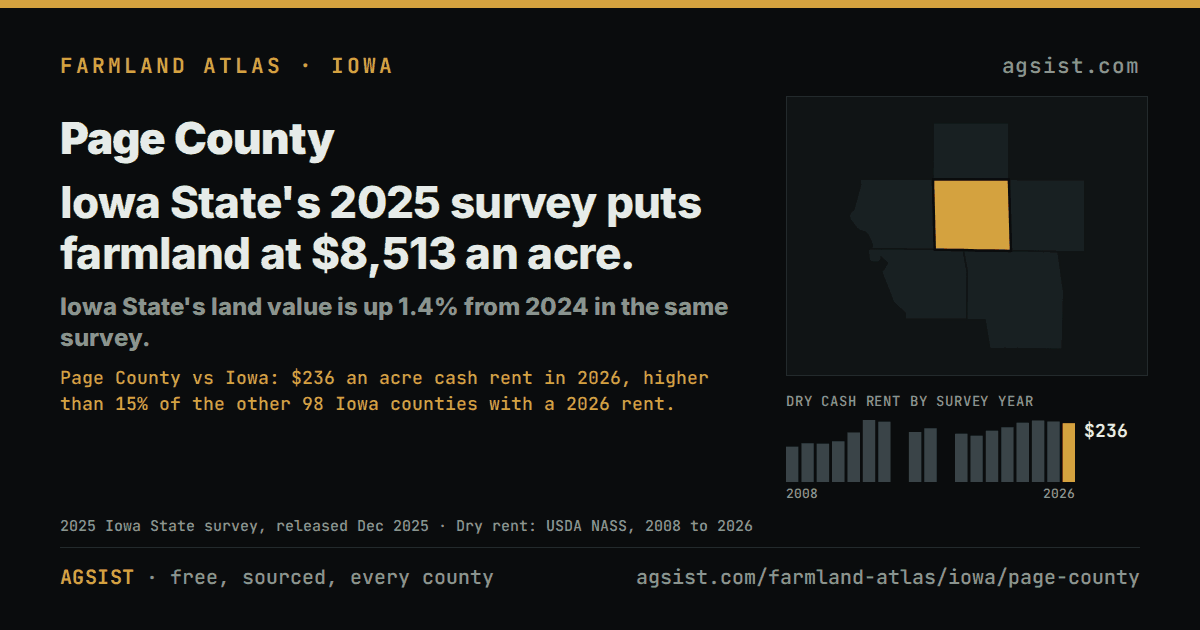 FARMLAND ATLAS · IOWA
agsist.com
Page County
Iowa State's 2025 survey puts
farmland at $8,513 an acre.
Iowa State's land value is up 1.4% from 2024 in the same
survey.
Page County vs Iowa: $236 an acre cash rent in 2026, higher
than 15% of the other 98 Iowa counties with a 2026 rent.
DRY CASH RENT BY SURVEY YEAR
$236
2008
2026
2025 Iowa State survey, released Dec 2025 · Dry rent: USDA NASS, 2008 to 2026
AGSIST · free, sourced, every county
agsist.com/farmland-atlas/iowa/page-county